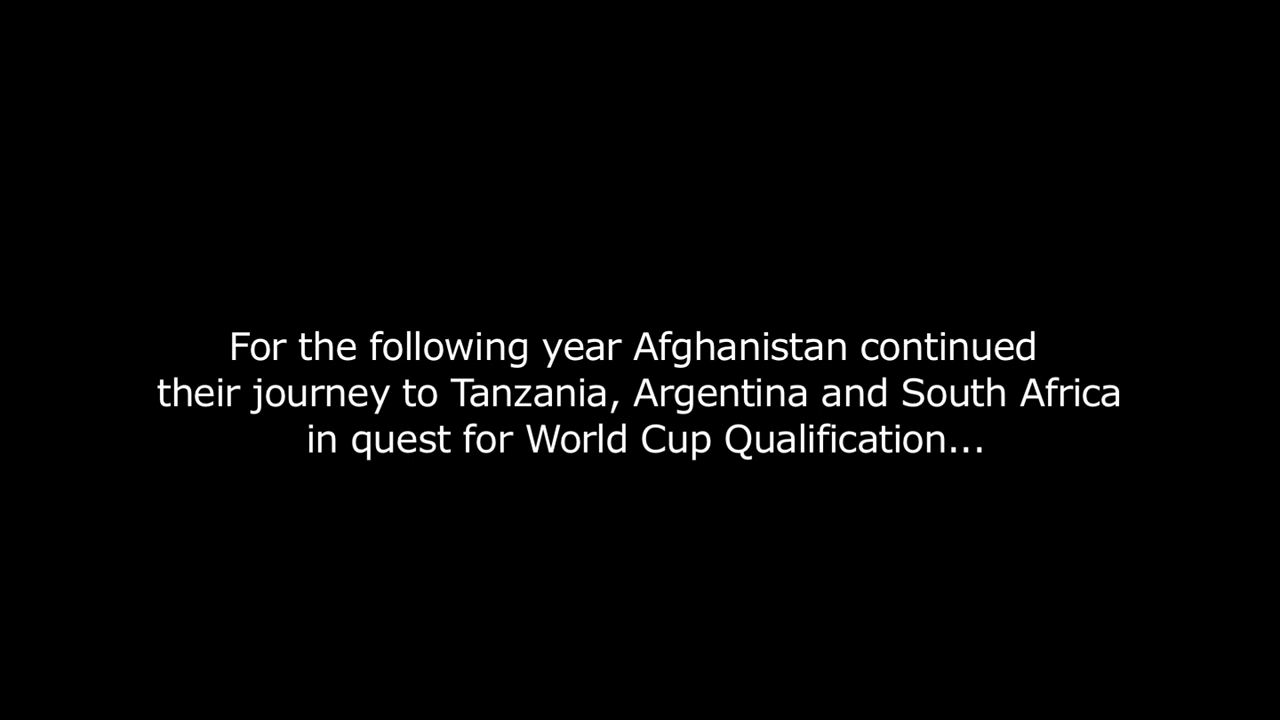 For the following year Afghanistan continued
their journey to Tanzania, Argentina and South Africa
in quest for World Cup Qualification...